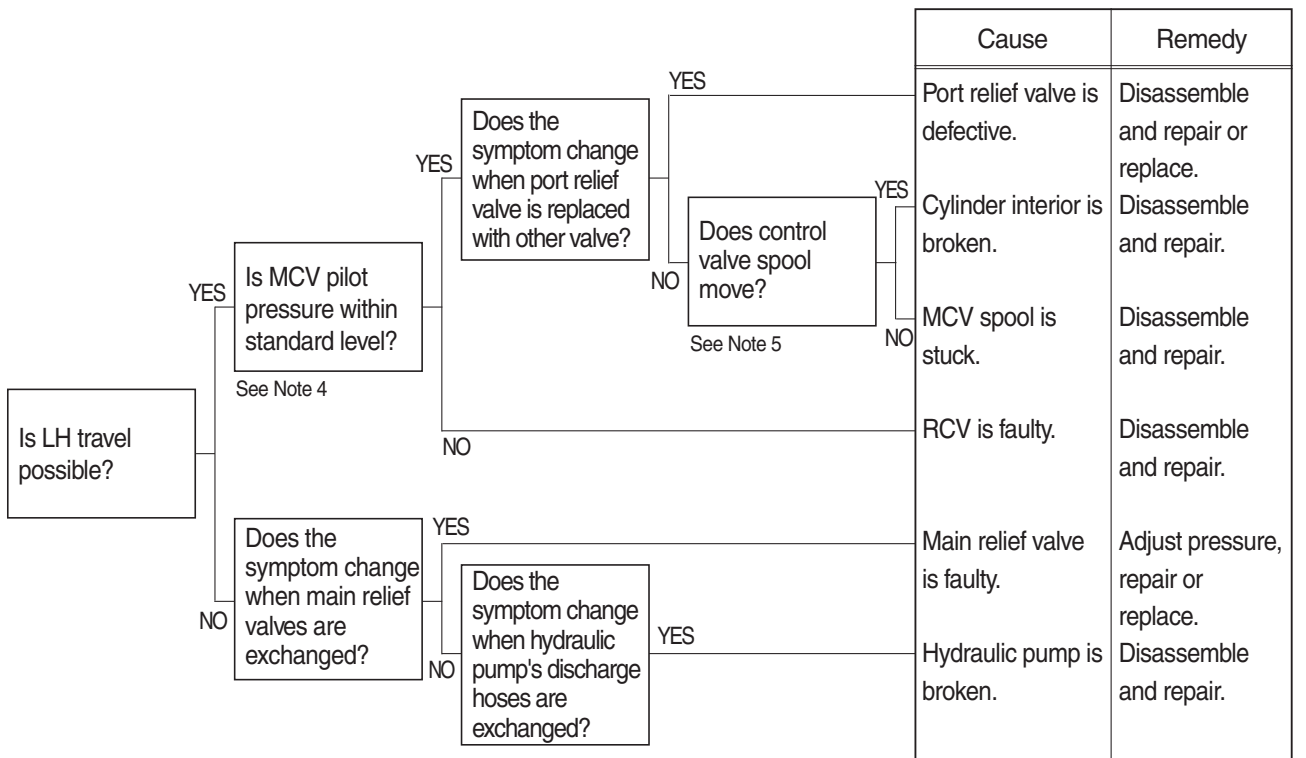 Cause
Remedy
YES
Port relief valve is
defective.
Disassemble
and repair or
replace.
Does the
symptom change
when port relief
valve is replaced
with other valve?
YES
YES
Cylinder interior is
broken.
Disassemble
and repair.
Does control
valve spool
move?
NO
See Note 5
NO
MCV spool is
stuck.
Disassemble
and repair.
Is MCV pilot
pressure within
standard level?
YES
See Note 4
NO
RCV is faulty.
Disassemble
and repair.
Is LH travel
possible?
Does the
symptom change
when main relief
valves are
exchanged?
NO
YES
Main relief valve
is faulty.
Adjust pressure,
repair or
replace.
Does the
symptom change
when hydraulic
pump's discharge
hoses are
exchanged?
NO
YES
Hydraulic pump is
broken.
Disassemble
and repair.